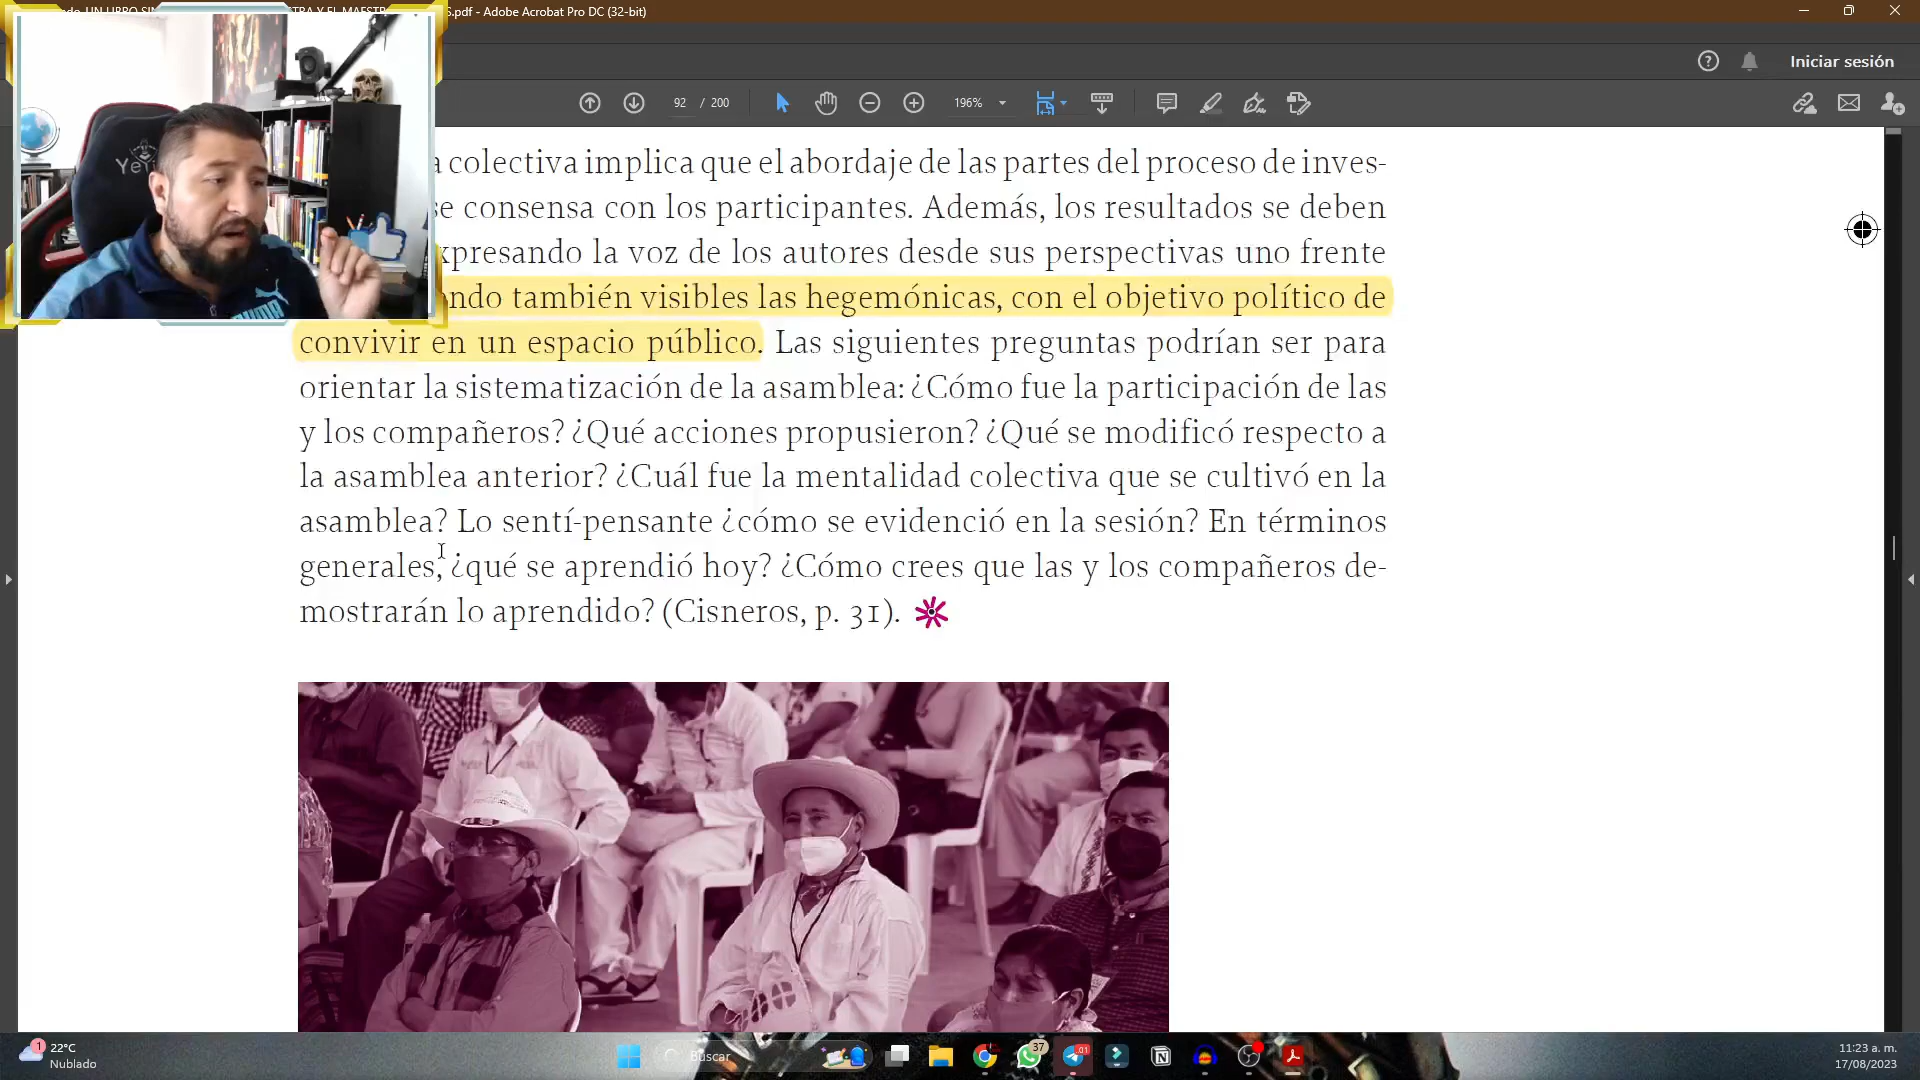 .pdf - Adobe Acrobat Pro DC (32-bit)
Iniciar sesión
92 / 200
196%
colectiva implica que el abordaje de las partes del proceso de inves-
se consensa con los participantes. Además, los resultados se deben
xpresando la voz de los autores desde sus perspectivas uno frente
ndo también visibles las hegemónicas, con el objetivo político de
convivir en un espacio público. Las siguientes preguntas podrían ser para
orientar la sistematización de la asamblea: ¿Cómo fue la participación de las
y los compañeros? ¿Qué acciones propusieron? ¿Qué se modificó respecto a
la asamblea anterior? ¿Cuál fue la mentalidad colectiva que se cultivó en la
asamblea? Lo sentí-pensante ¿cómo se evidenció en la sesión? En términos
generales, ¿qué se aprendió hoy? ¿Cómo crees que las y los compañeros de-
mostrarán lo aprendido? (Cisneros, p. 31).
1
22°C
Nublado
Buscar
37
11:23 a. m.
17/08/2023